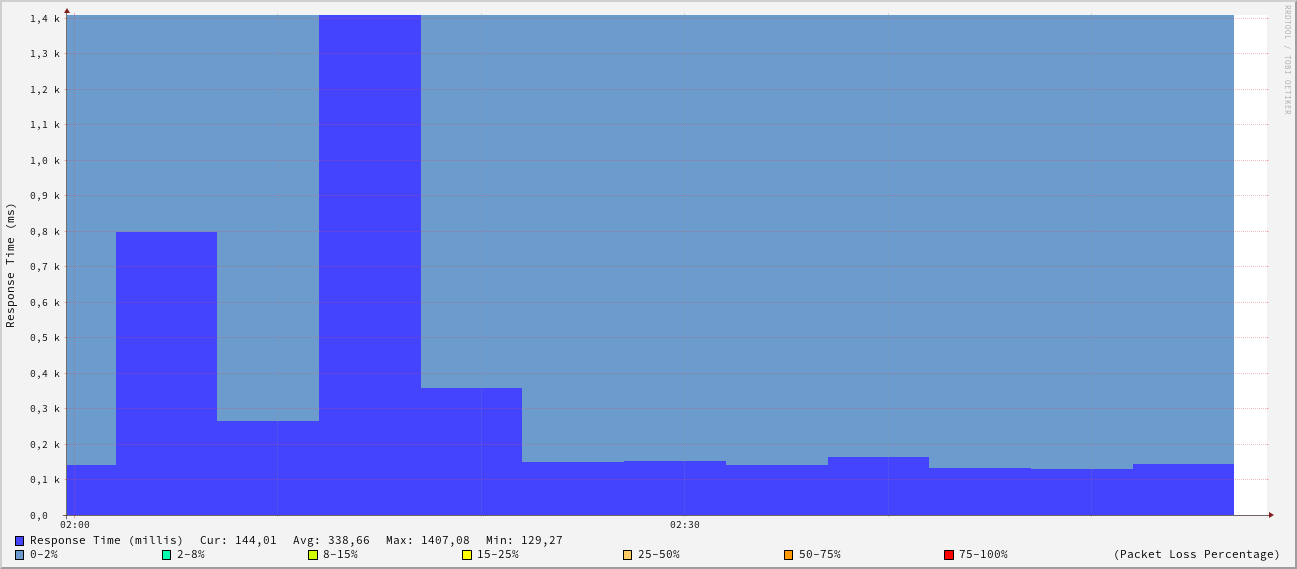 RRDTOOL / TOBI OETIKER
Response Time (ms)
1,4 k
1,3 k
1,2 k
1,1 k
1,0 k
0,9 k
0,8 k
0,7 k
0,6 k
0,5 k
0,4 k
0,3 k
0,2 k
0,1 k
0,0
02:00 02:30
Response Time (millis) Cur: 144,01 Avg: 338,66 Max: 1407,08 Min: 129,27
0-2% 2-8% 8-15% 15-25% 25-50% 50-75% 75-100% (Packet Loss Percentage)